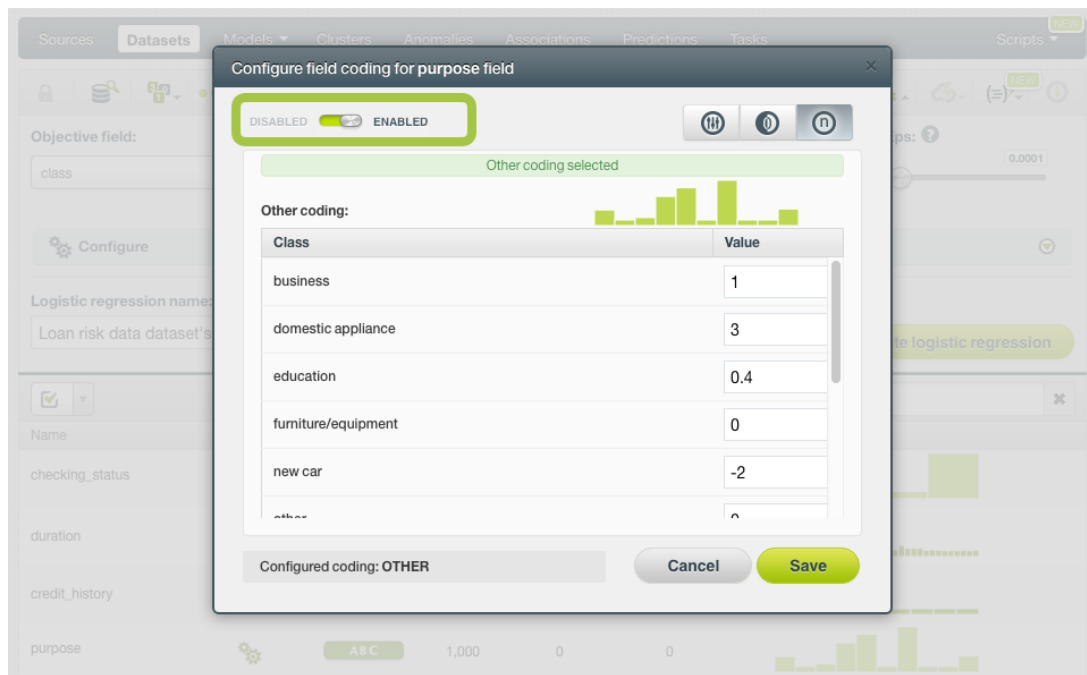 NEW
Sources Datasets Models Clusters Anomalies Associations Predictions Tasks Scripts
Configure field coding for purpose field
NEW
DISABLED ENABLED
n
Objective field:
ps:
class
0.0001
Other coding selected
Other coding:
Class Value
Configure
business 1
Logistic regression name:
Loan risk data dataset's
domestic appliance 3
te logistic regression
education 0.4
furniture/equipment 0
Name
new car -2
checking_status
other 0
duration
Configured coding: OTHER
Cancel Save
credit_history
purpose ABC 1,000 0 0